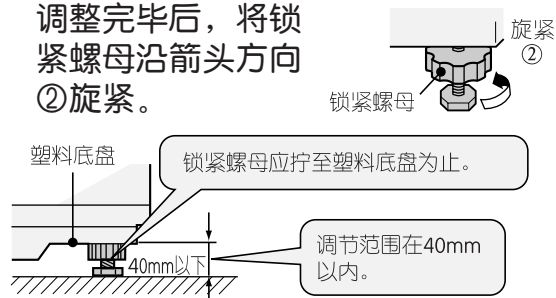 调整完毕后，将锁
紧螺母沿箭头方向
②旋紧。
旋紧
②
锁紧螺母
塑料底盘
锁紧螺母应拧至塑料底盘为止。
40mm以下
调节范围在40mm
以内。